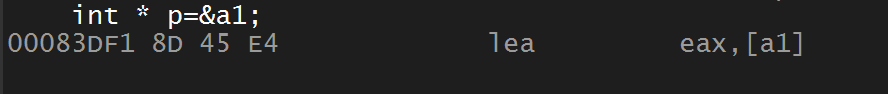 int * p=&a1;
00083DF1 8D 45 E4 lea eax,[a1]